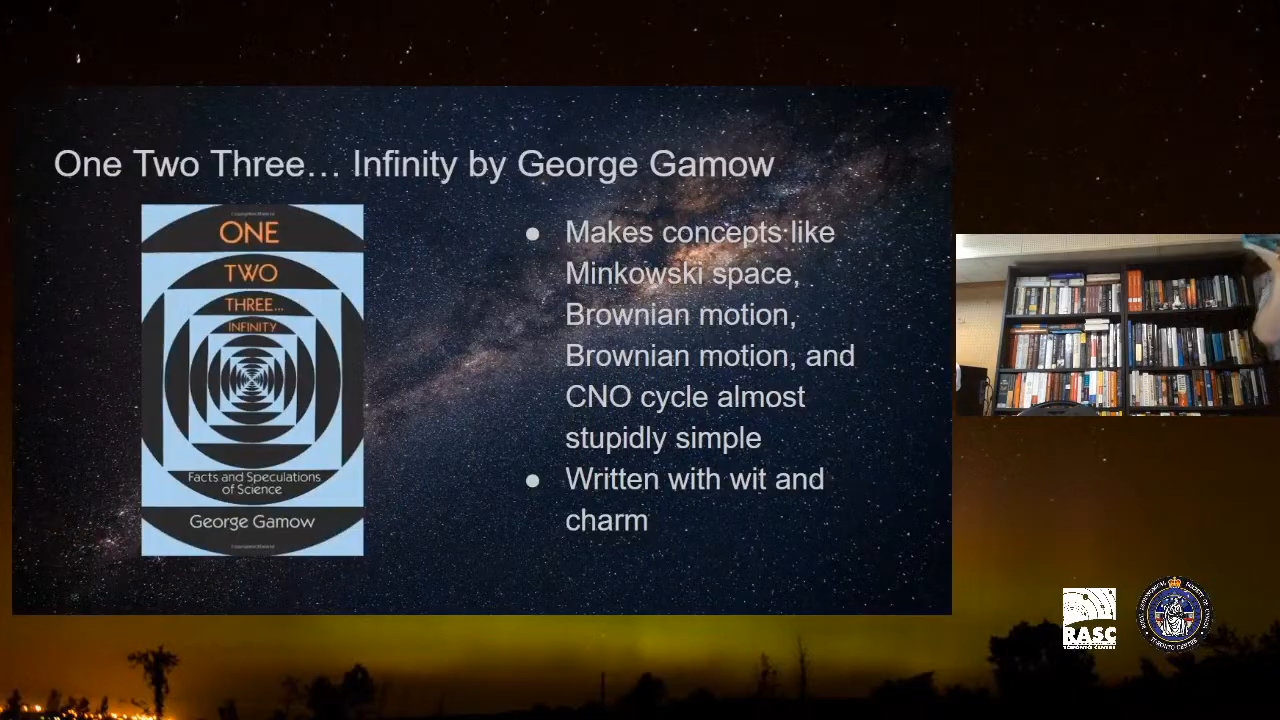 One Two Three... Infinity by George Gamow
ONE
TWO
THREE...
INFINITY
Facts and Speculations
of Science
George Gamow
● Makes concepts like
Minkowski space,
Brownian motion,
Brownian motion, and
CNO cycle almost
stupidly simple
● Written with wit and
charm
RASC
TORONTO CENTRE